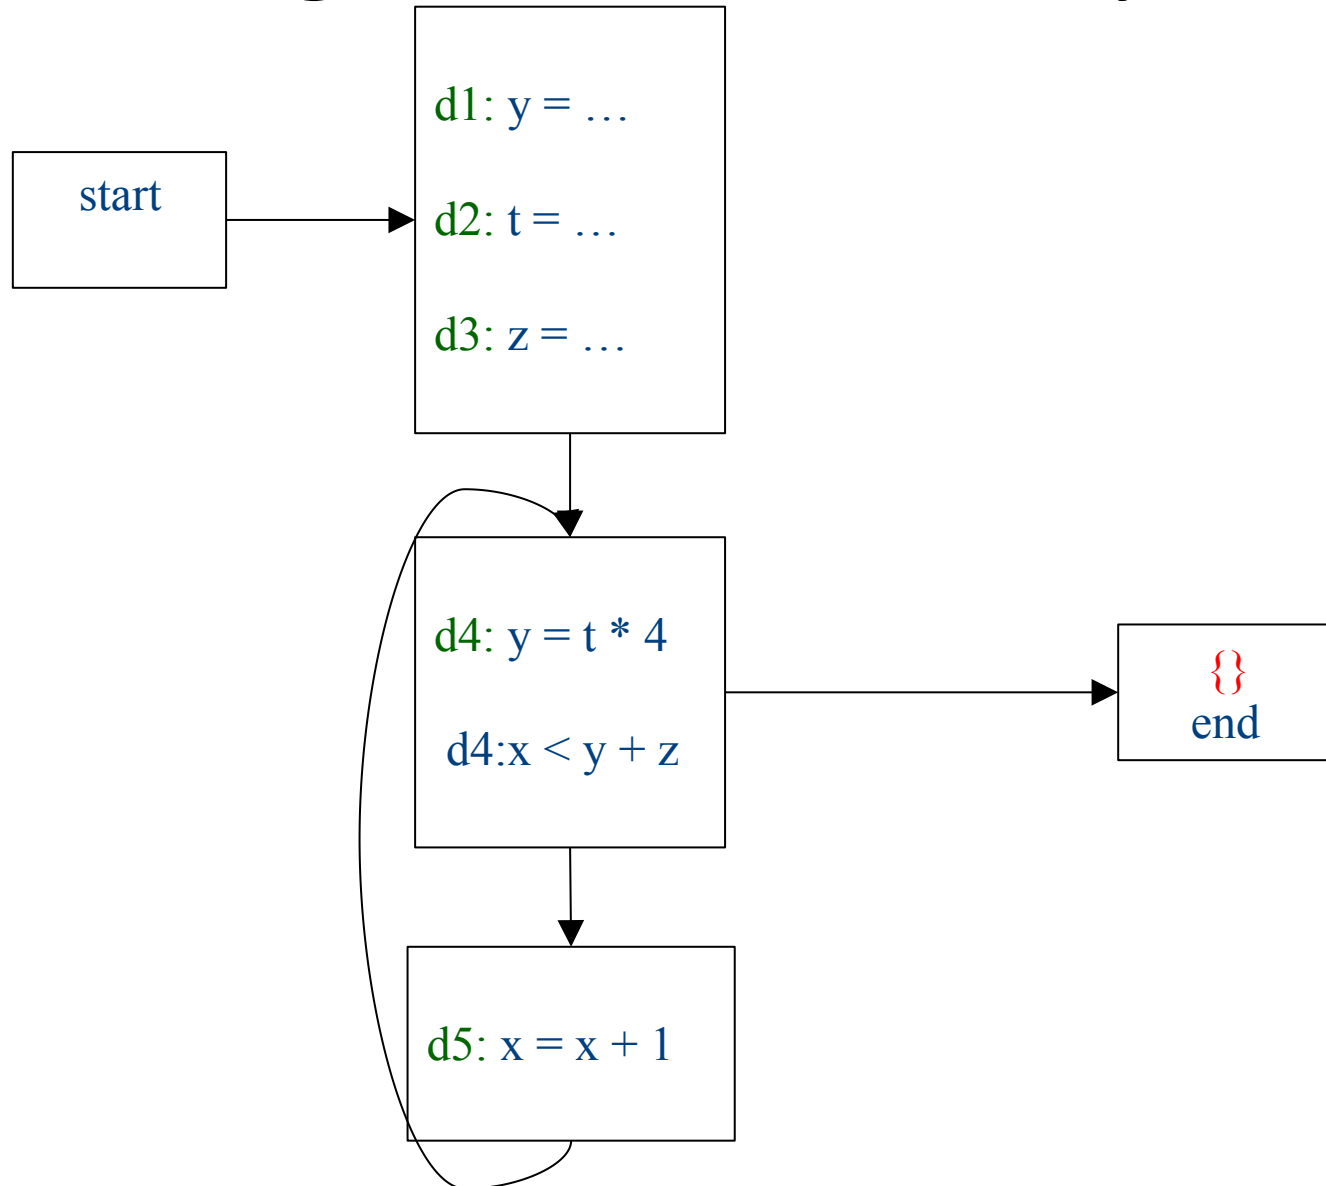 start
d1: y = …
d2: t = …
d3: z = …
d4: y = t * 4
d4:x < y + z
{}
end
d5: x = x + 1